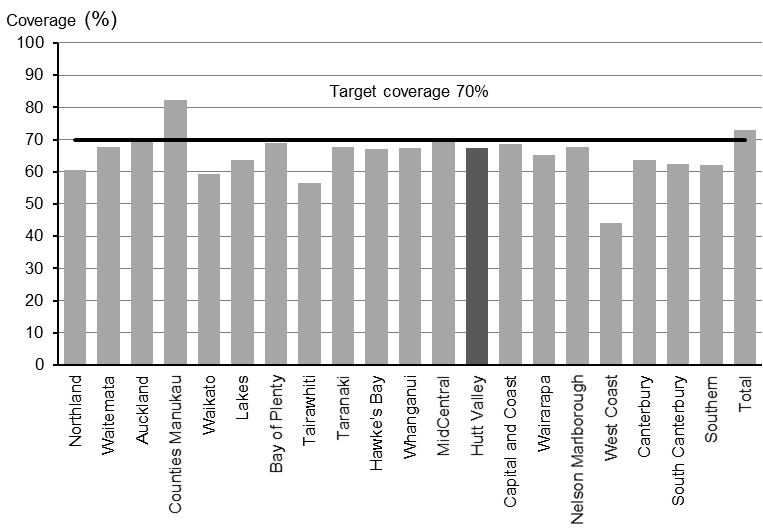 Coverage (%)
100
90
80
70
60
50
40
30
20
10
0
Target coverage 70%
Northland
Waitemata
Auckland
Counties Manukau
Waikato
Lakes
Bay of Plenty
Tairawhiti
Taranaki
Hawke's Bay
Whanganui
MidCentral
Hutt Valley
Capital and Coast
Wairarapa
Nelson Marlborough
West Coast
Canterbury
South Canterbury
Southern
Total